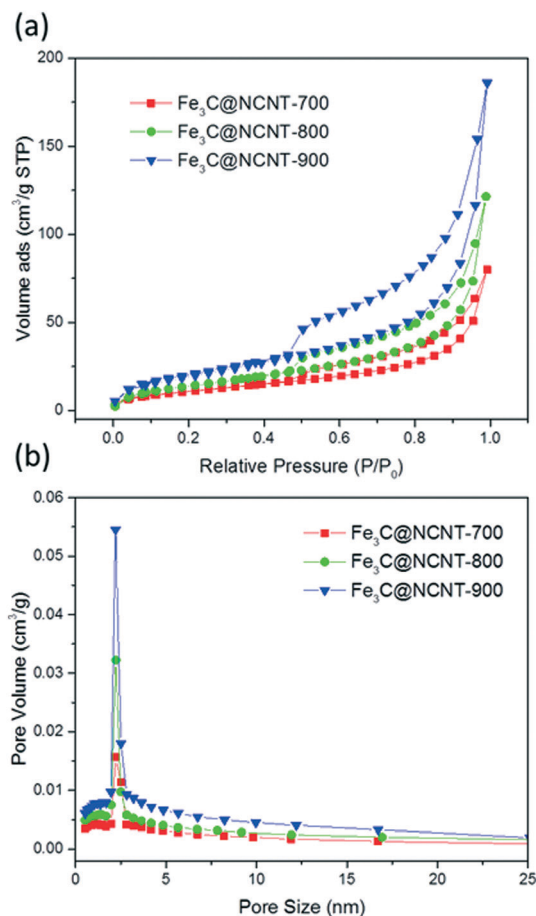 (a)
200
150
100
50
0
Volume ads (cm³/g STP)
Fe₃C@NCNT-700
Fe₃C@NCNT-800
Fe₃C@NCNT-900
0.0 0.2 0.4 0.6 0.8 1.0
Relative Pressure (P/P₀)
(b)
0.06
0.05
0.04
0.03
0.02
0.01
0.00
Pore Volume (cm³/g)
Fe₃C@NCNT-700
Fe₃C@NCNT-800
Fe₃C@NCNT-900
0 5 10 15 20 25
Pore Size (nm)